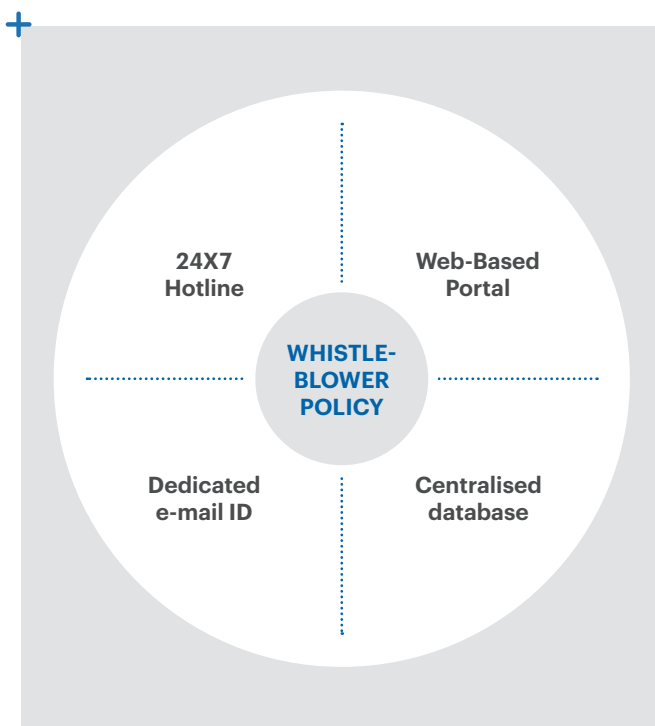 24X7
Hotline
Web-Based
Portal
WHISTLE-
BLOWER
POLICY
Dedicated
e-mail ID
Centralised
database